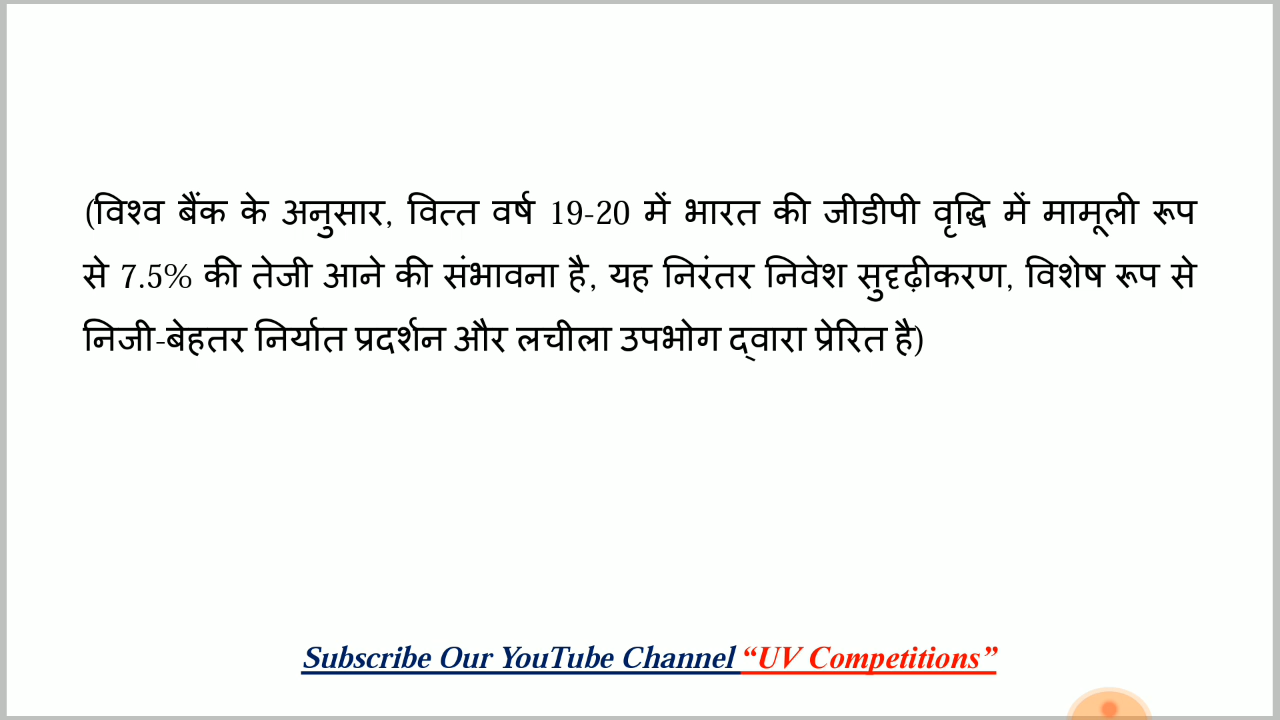 (विश्व बैंक के अनुसार, वित्त वर्ष 19-20 में भारत की जीडीपी वृद्धि में मामूली रूप
से 7.5% की तेजी आने की संभावना है, यह निरंतर निवेश सुदृढ़ीकरण, विशेष रूप से
निजी-बेहतर निर्यात प्रदर्शन और लचीला उपभोग द्वारा प्रेरित है)
Subscribe Our YouTube Channel “UV Competitions”